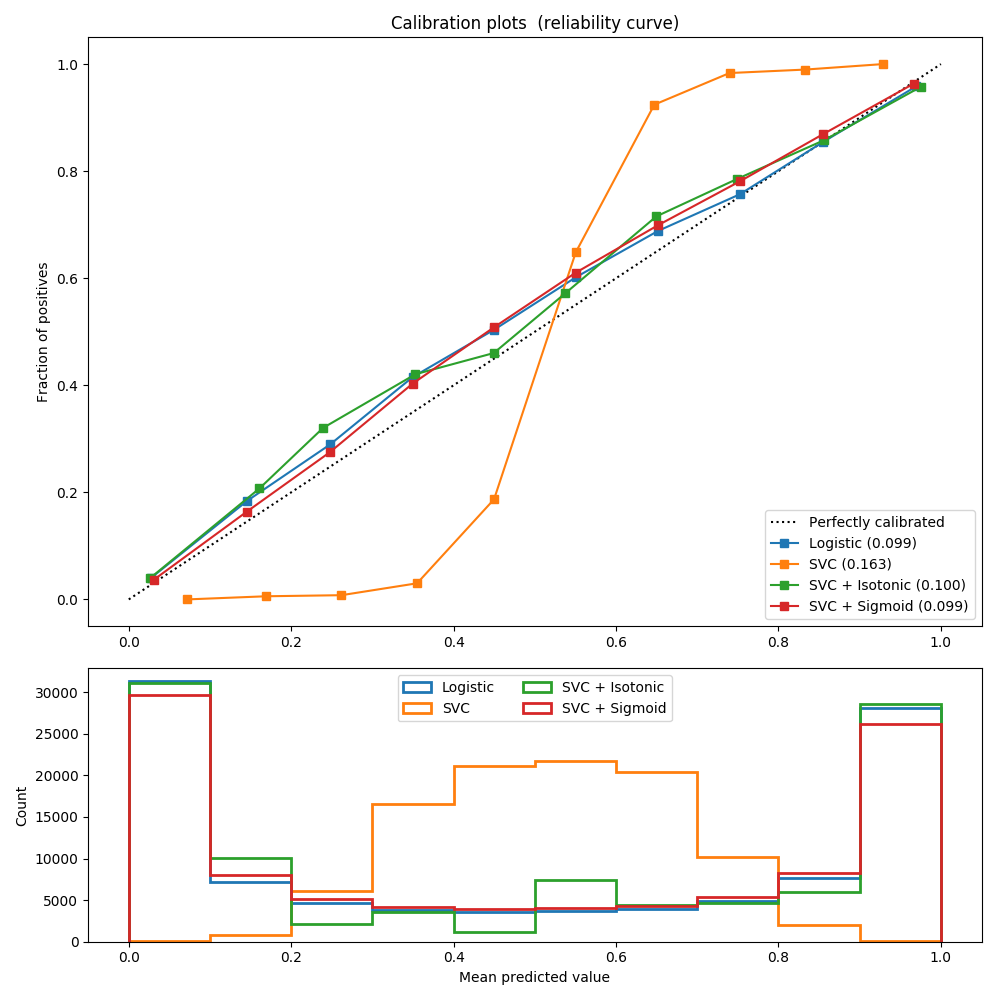 Calibration plots  (reliability curve)
Fraction of positives
1.0
0.8
0.6
0.4
0.2
0.0
Perfectly calibrated
Logistic (0.099)
SVC (0.163)
SVC + Isotonic (0.100)
SVC + Sigmoid (0.099)
0.0 0.2 0.4 0.6 0.8 1.0
Count
30000
25000
20000
15000
10000
5000
0
Logistic
SVC
SVC + Isotonic
SVC + Sigmoid
0.0 0.2 0.4 0.6 0.8 1.0
Mean predicted value